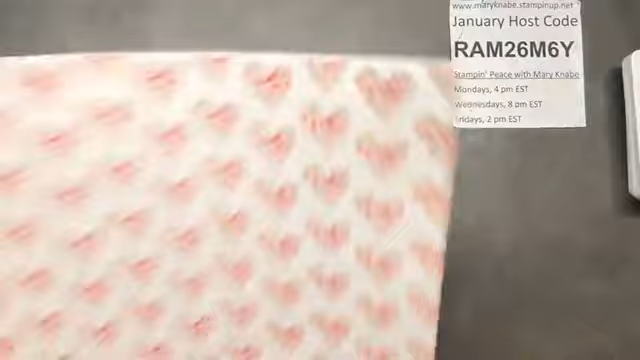 www.maryknabe.stampinup.net
January Host Code
RAM26M6Y
Stampin' Peace with Mary Knabe
Mondays, 4 pm EST
Wednesdays, 8 pm EST
Fridays, 2 pm EST